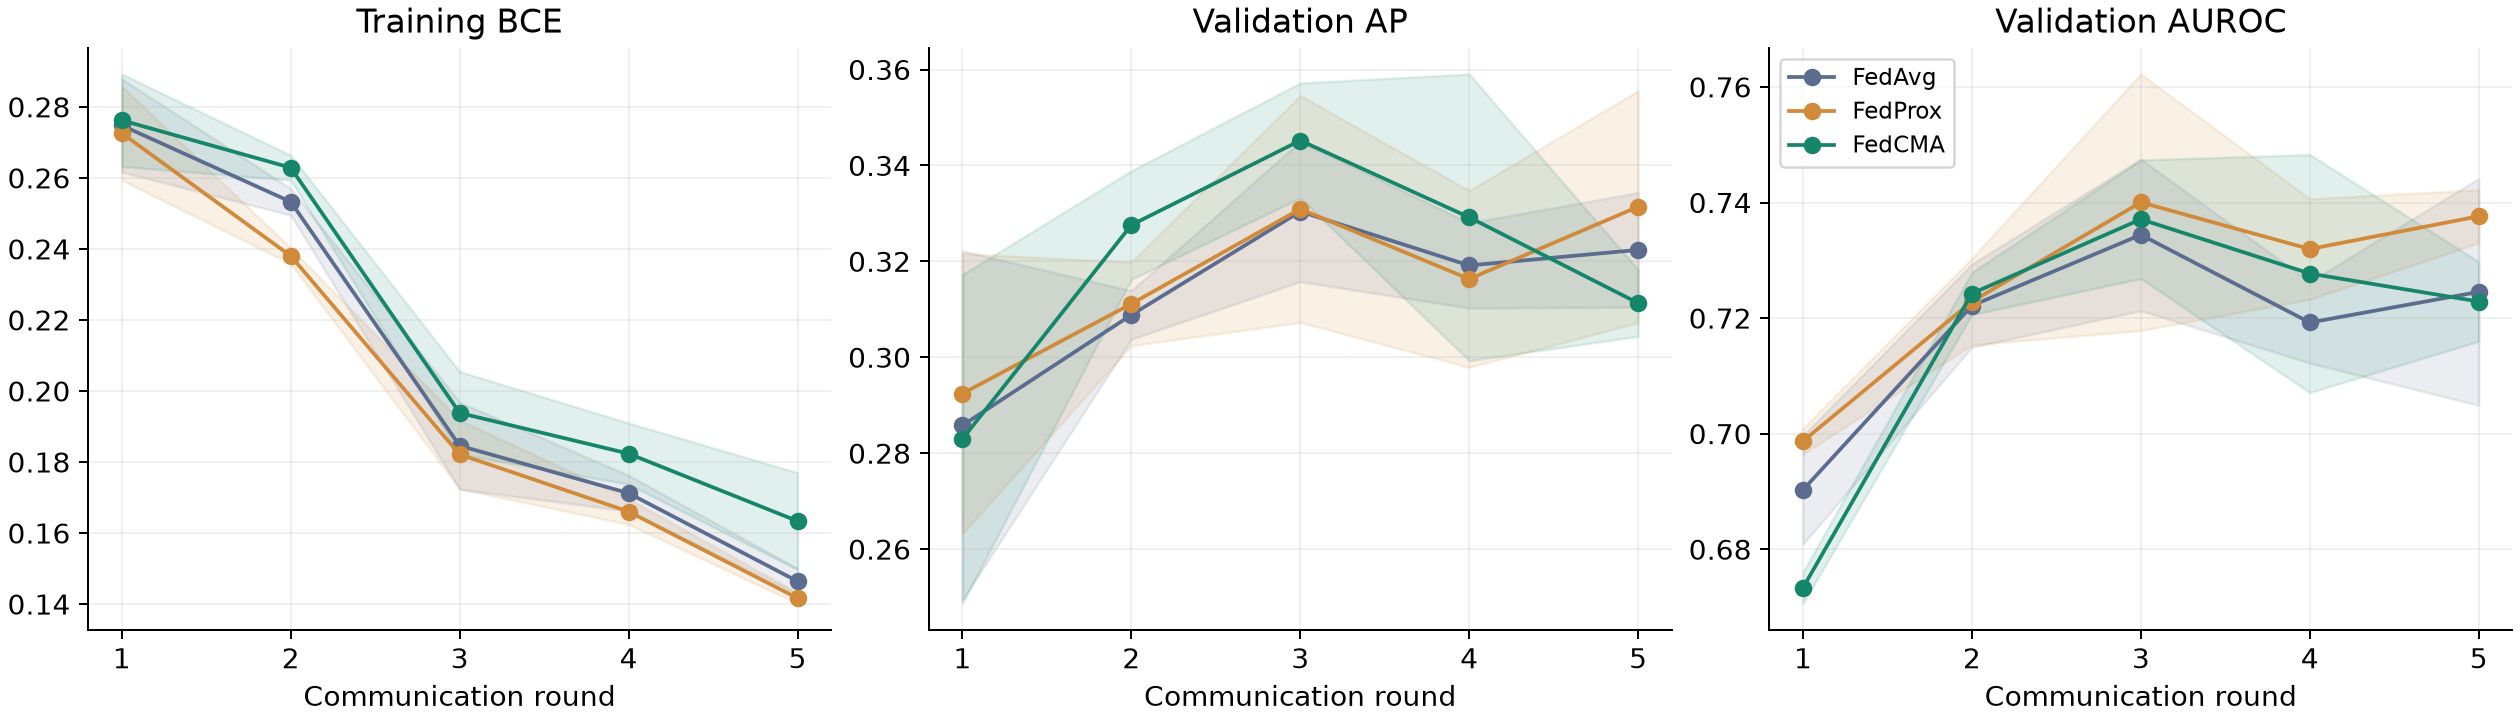 Training BCE
0.28
0.26
0.24
0.22
0.20
0.18
0.16
0.14
1 2 3 4 5
Communication round
Validation AP
0.36
0.34
0.32
0.30
0.28
0.26
1 2 3 4 5
Communication round
Validation AUROC
0.76
0.74
0.72
0.70
0.68
FedAvg
FedProx
FedCMA
1 2 3 4 5
Communication round